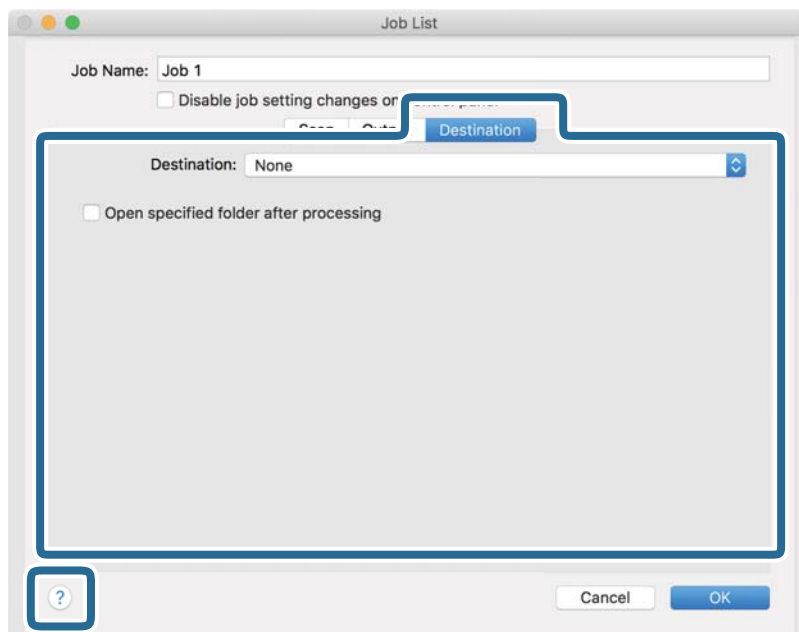 Job List
Job Name: Job 1
Disable job setting changes on
Destination
Destination: None
Open specified folder after processing
? Cancel OK